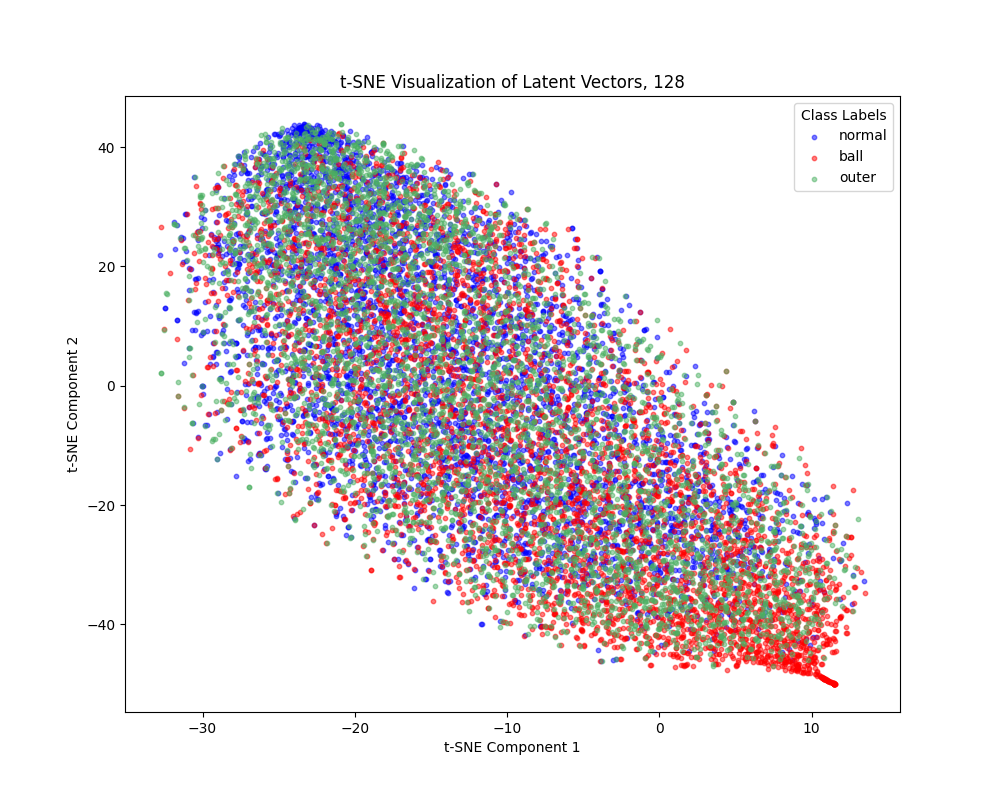 t-SNE Visualization of Latent Vectors, 128
Class Labels
normal
ball
outer
40
20
0
−20
−40
t-SNE Component 2
−30
−20
−10
0
10
t-SNE Component 1